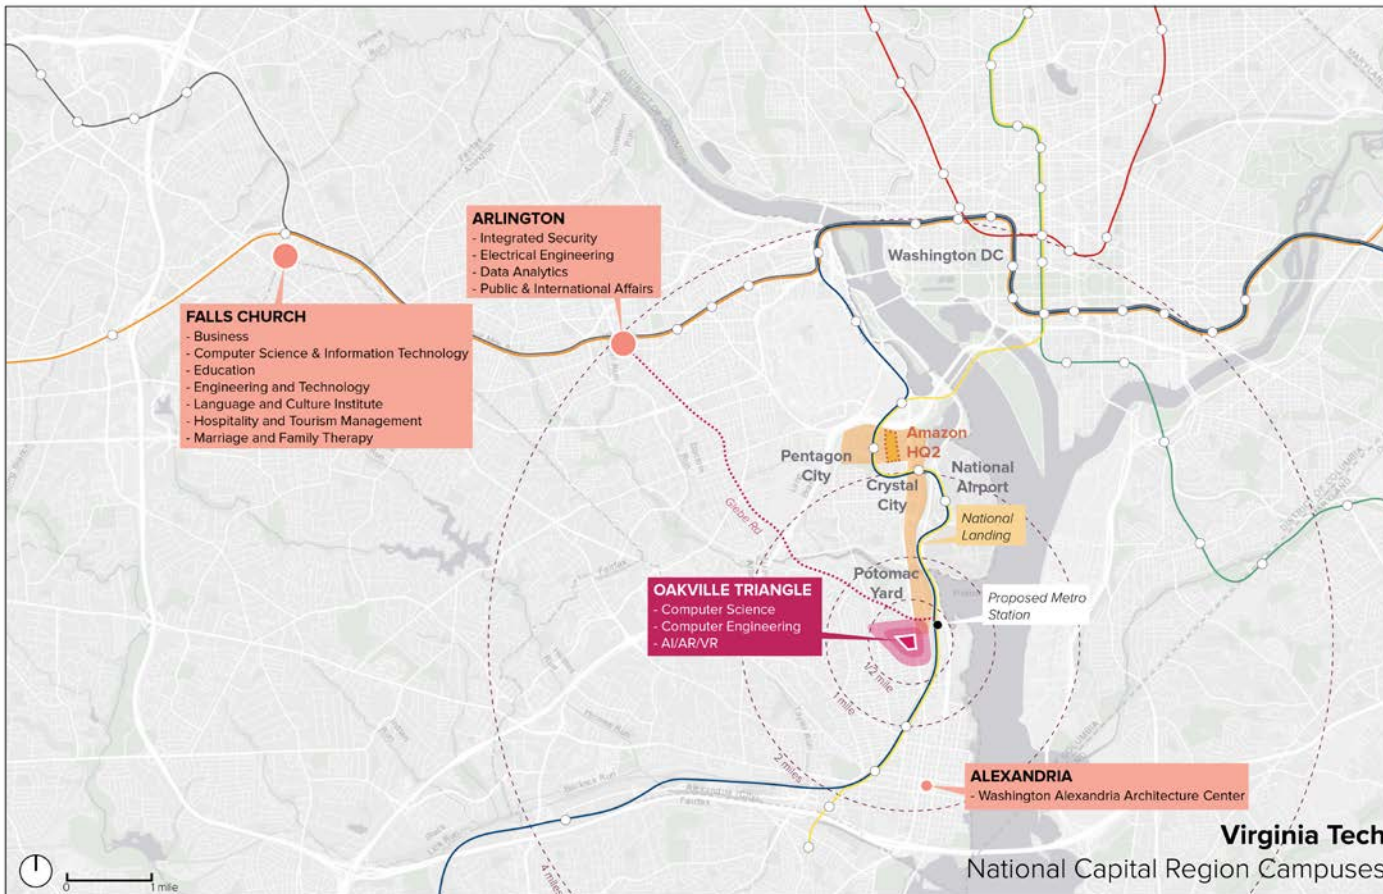 ARLINGTON
- Integrated Security
- Electrical Engineering
- Data Analytics
- Public & International Affairs
Washington DC
FALLS CHURCH
- Business
- Computer Science & Information Technology
- Education
- Engineering and Technology
- Language and Culture Institute
- Hospitality and Tourism Management
- Marriage and Family Therapy
Amazon
HQ2
Pentagon
City
National
Airport
Crystal
City
Glebe Rd
National
Landing
Potomac
Yard
OAKVILLE TRIANGLE
- Computer Science
- Computer Engineering
- AI/AR/VR
Proposed Metro
Station
1/2 mile
1 mile
2 miles
4 miles
ALEXANDRIA
- Washington Alexandria Architecture Center
Virginia Tech
National Capital Region Campuses
0
1 mile